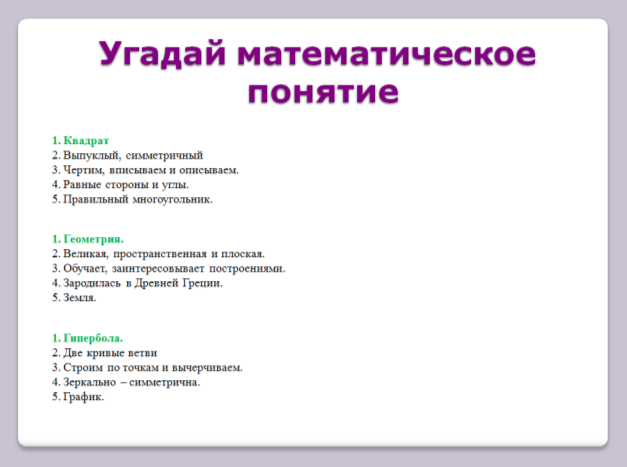 Угадай математическое
понятие
1. Квадрат
2. Выпуклый, симметричный
3. Чертим, вписываем и описываем.
4. Равные стороны и углы.
5. Правильный многоугольник.
1. Геометрия.
2. Великая, пространственная и плоская.
3. Обучает, заинтересовывает построениями.
4. Зародилась в Древней Греции.
5. Земля.
1. Гипербола.
2. Две кривые ветви
3. Строим по точкам и вычерчиваем.
4. Зеркально – симметрична.
5. График.